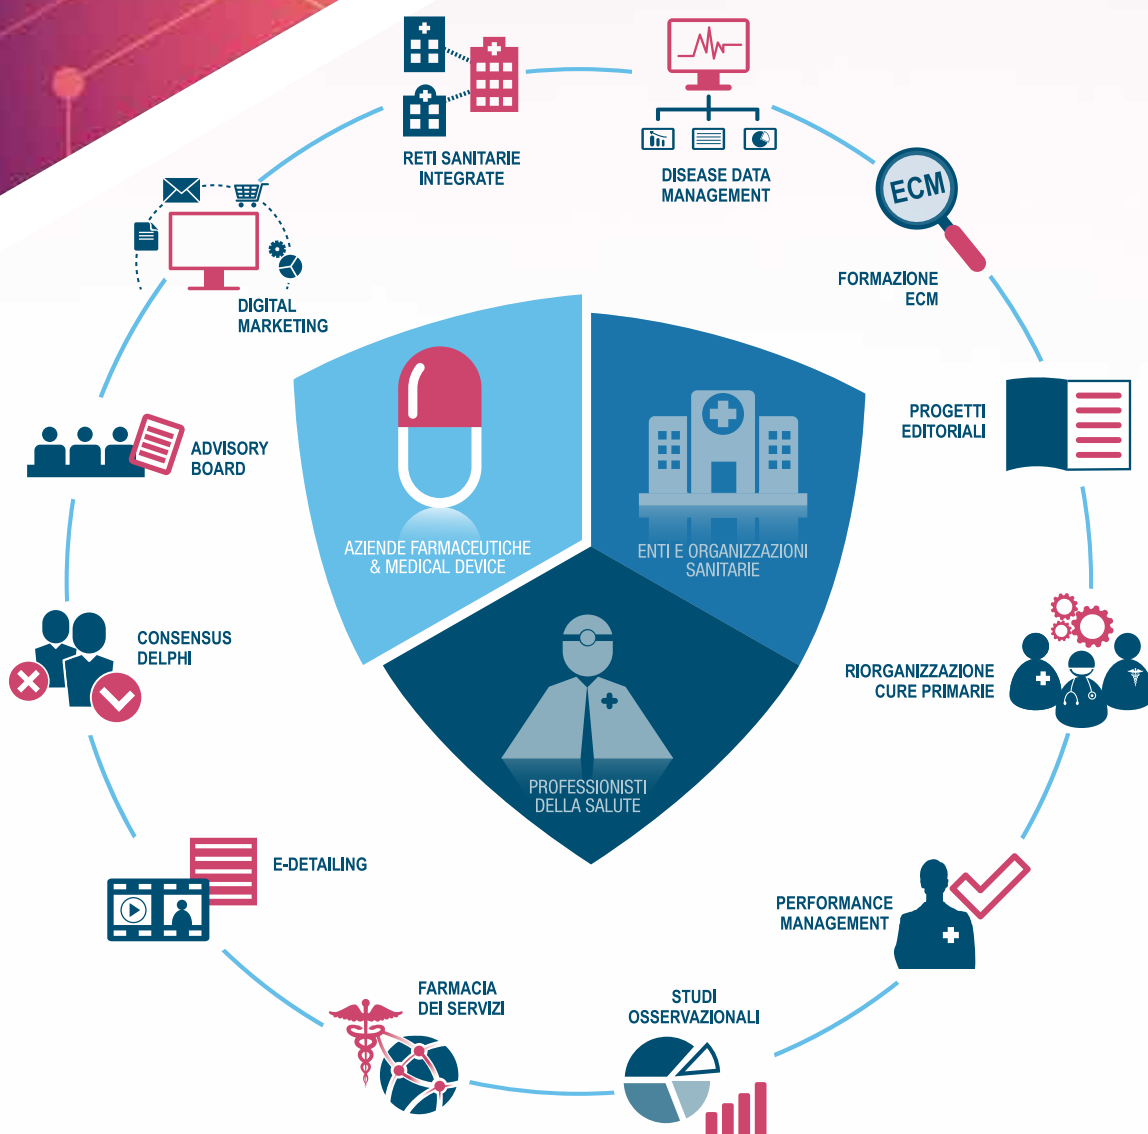 RETI SANITARIE
INTEGRATE
DISEASE DATA
MANAGEMENT
ECM
FORMAZIONE
ECM
DIGITAL
MARKETING
PROGETTI
EDITORIALI
ADVISORY
BOARD
AZIENDE FARMACEUTICHE
& MEDICAL DEVICE
ENTI E ORGANIZZAZIONI
SANITARIE
CONSENSUS
DELPHI
RIORGANIZZAZIONE
CURE PRIMARIE
PROFESSIONISTI
DELLA SALUTE
E-DETAILING
PERFORMANCE
MANAGEMENT
FARMACIA
DEI SERVIZI
STUDI
OSSERVAZIONALI